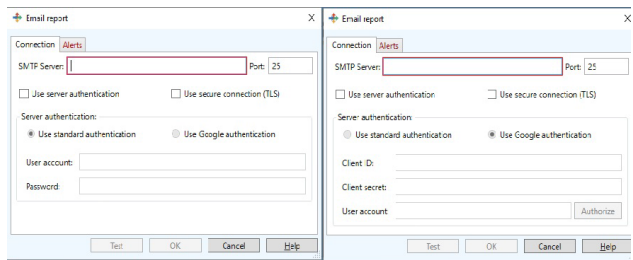 Email report X
Connection Alerts
SMTP Server: Port: 25
Use server authentication Use secure connection (TLS)
Server authentication:
Use standard authentication Use Google authentication
User account:
Password:
Test OK Cancel Help
Email report X
Connection Alerts
SMTP Server: Port: 25
Use server authentication Use secure connection (TLS)
Server authentication:
Use standard authentication Use Google authentication
Client ID:
Client secret:
User account: Authorize
Test OK Cancel Help